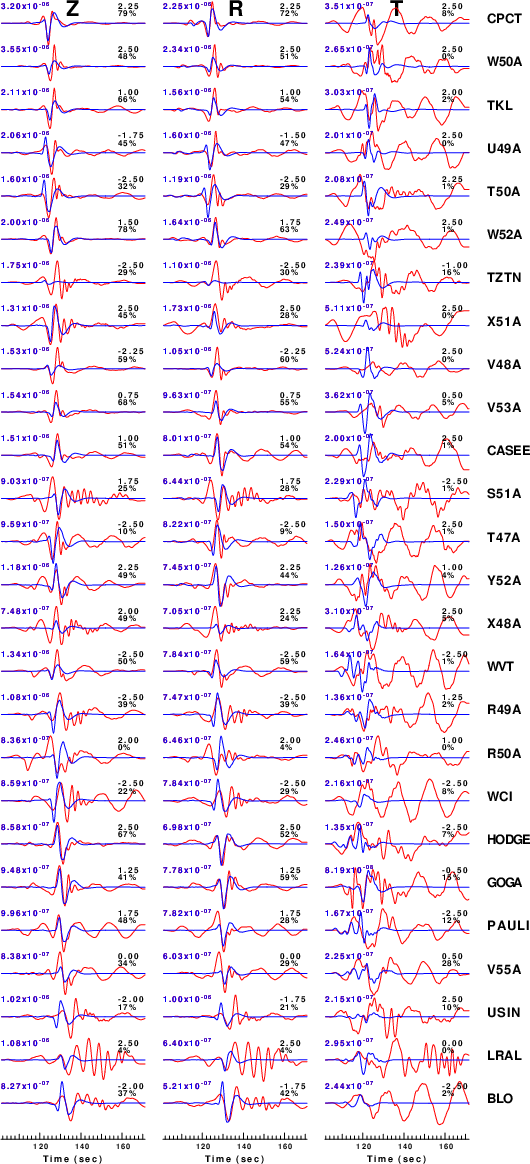 Z R T
3.20x10-06 2.25 79% 2.25x10-06 2.25 72% 3.51x10-07 2.50 8% CPCT
3.55x10-06 2.50 48% 2.34x10-06 2.50 51% 2.65x10-07 2.50 0% W50A
2.11x10-06 1.00 66% 1.56x10-06 1.00 54% 3.03x10-07 2.00 2% TKL
2.06x10-06 -1.75 45% 1.60x10-06 -1.50 47% 2.01x10-07 2.50 0% U49A
1.60x10-06 -2.50 32% 1.19x10-06 -2.50 29% 2.08x10-07 2.25 1% T50A
2.00x10-06 1.50 78% 1.64x10-06 1.75 63% 2.49x10-07 2.50 1% W52A
1.75x10-06 -2.50 29% 1.10x10-06 -2.50 30% 2.39x10-07 -1.00 16% TZTN
1.31x10-06 2.50 45% 1.73x10-06 2.50 28% 5.11x10-07 2.50 0% X51A
1.53x10-06 -2.25 59% 1.05x10-06 -2.25 60% 5.24x10-07 2.50 0% V48A
1.54x10-06 0.75 68% 9.63x10-07 0.75 55% 3.62x10-07 0.50 5% V53A
1.51x10-06 1.00 51% 8.01x10-07 1.00 54% 2.00x10-07 2.50 1% CASEE
9.03x10-07 1.75 25% 6.44x10-07 1.75 28% 2.29x10-07 -2.50 1% S51A
9.59x10-07 -2.50 10% 8.22x10-07 -2.50 9% 1.50x10-07 2.50 1% T47A
1.18x10-06 2.25 49% 7.45x10-07 2.25 44% 1.26x10-07 1.00 4% Y52A
7.48x10-07 2.00 49% 7.05x10-07 2.25 24% 3.10x10-07 2.50 5% X48A
1.34x10-06 -2.50 50% 7.84x10-07 -2.50 59% 1.64x10-07 -2.50 1% WVT
1.08x10-06 -2.50 39% 7.47x10-07 -2.50 39% 1.36x10-07 1.25 2% R49A
8.36x10-07 2.00 0% 6.46x10-07 2.00 4% 2.46x10-07 1.00 0% R50A
8.59x10-07 -2.50 22% 7.84x10-07 -2.50 29% 2.16x10-07 -2.50 8% WCI
8.58x10-07 2.50 67% 6.98x10-07 2.50 52% 1.35x10-07 -2.50 7% HODGE
9.48x10-07 1.25 41% 7.78x10-07 1.25 59% 8.19x10-08 -0.50 15% GOGA
9.96x10-07 1.75 48% 7.82x10-07 1.75 28% 1.67x10-07 -2.50 12% PAULI
8.38x10-07 0.00 34% 6.03x10-07 0.00 29% 2.25x10-07 0.50 28% V55A
1.02x10-06 -2.00 17% 1.00x10-06 -1.75 21% 2.15x10-07 2.50 10% USIN
1.08x10-06 2.50 4% 6.40x10-07 2.50 4% 2.95x10-07 0.00 0% LRAL
8.27x10-07 -2.00 37% 5.21x10-07 -1.75 42% 2.44x10-07 -2.50 2% BLO
120 140 160 120 140 160 120 140 160
Time (sec) Time (sec) Time (sec)